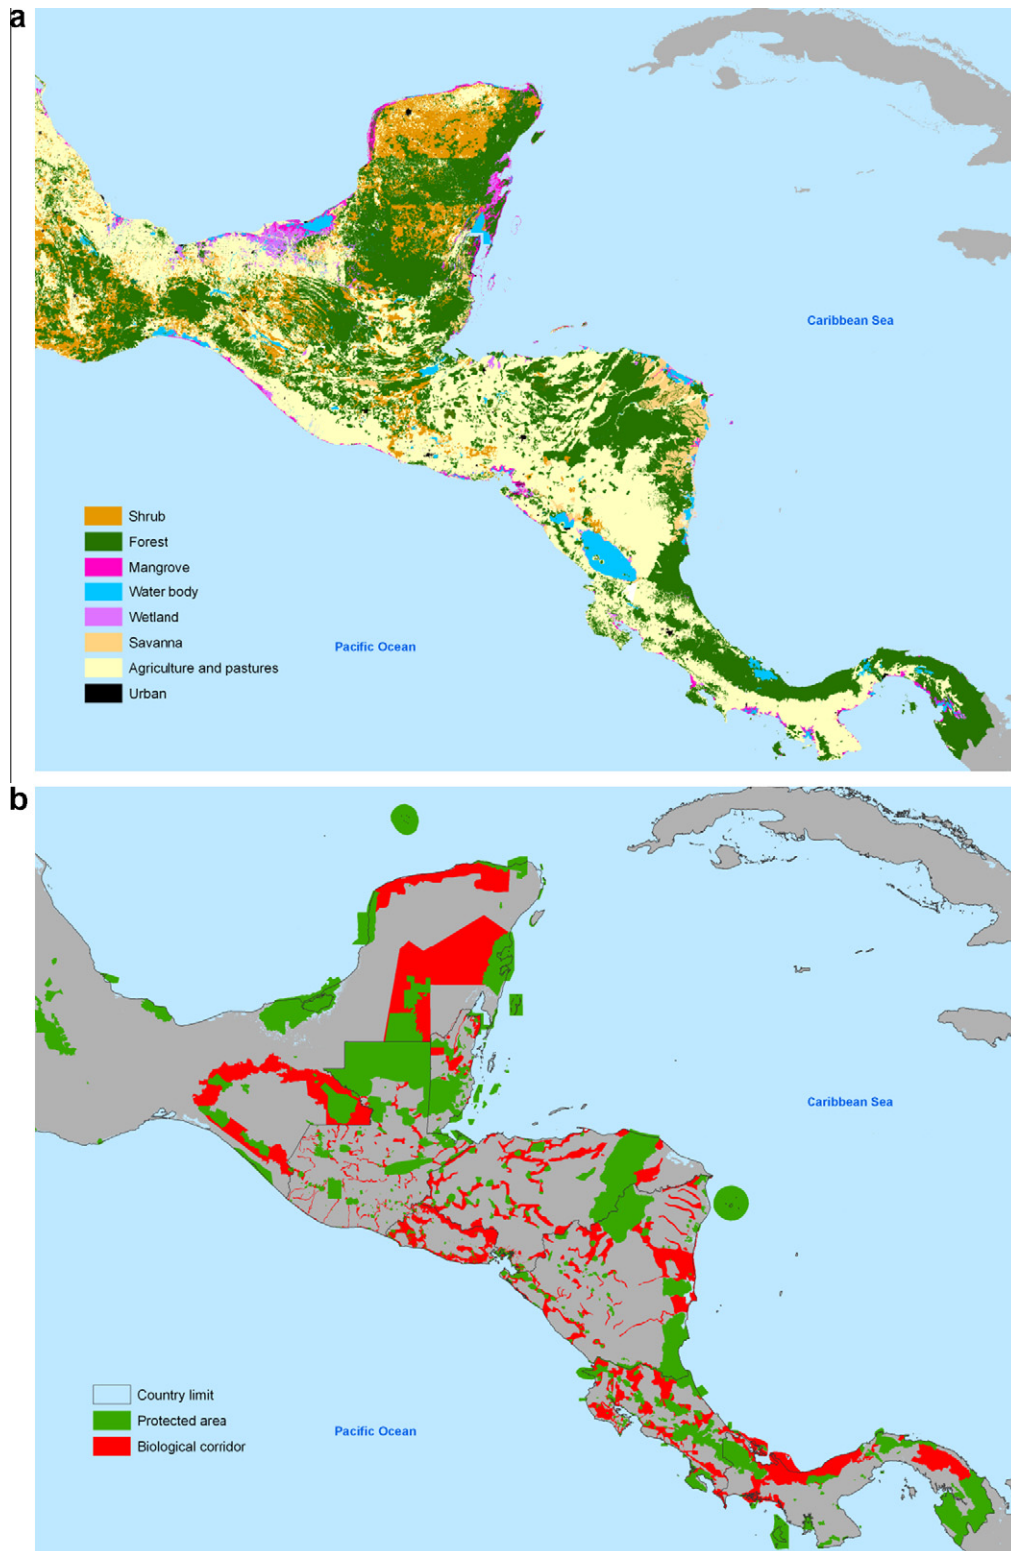 a
Caribbean Sea
Shrub
Forest
Mangrove
Water body
Wetland
Savanna
Agriculture and pastures
Urban
Pacific Ocean
b
Caribbean Sea
Country limit
Protected area
Biological corridor
Pacific Ocean